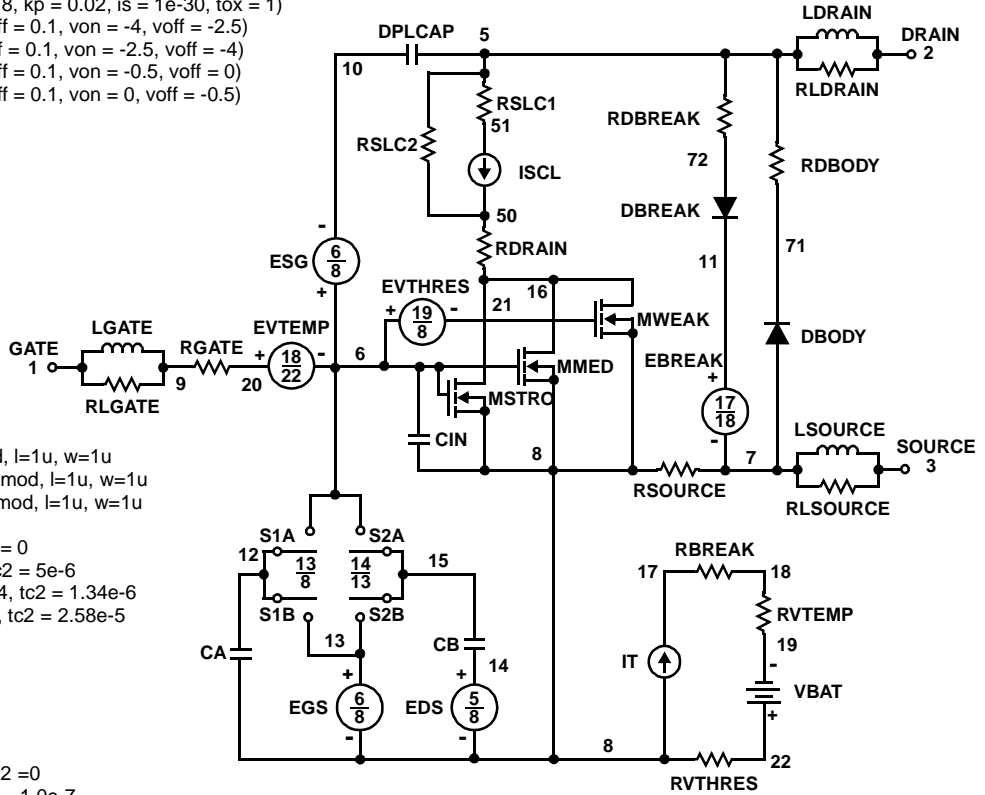 8, kp = 0.02, is = 1e-30, tox = 1)
ff = 0.1, von = -4, voff = -2.5)
f = 0.1, von = -2.5, voff = -4)
ff = 0.1, von = -0.5, voff = 0)
ff = 0.1, von = 0, voff = -0.5)
LDRAIN
DPLCAP 5 DRAIN
10 2
RLDRAIN
RSLC1
51
RDBREAK
RSLC2
72
RDBODY
ISCL
DBREAK
50
71
RDRAIN
11
ESG
-
6
8
+
EVTHRES
16
21
+ 19 -
8
MWEAK
LGATE
EVTEMP
DBODY
GATE
RGATE
EBREAK
1
+ 18 -
22
6
MMED
9
20
+
RLGATE
MSTRO
17
18
-
LSOURCE
CIN
SOURCE
8
7
3
RSOURCE
RLSOURCE
d, l=1u, w=1u
mod, l=1u, w=1u
mod, l=1u, w=1u
= 0
c2 = 5e-6
4, tc2 = 1.34e-6
, tc2 = 2.58e-5
S1A
S2A
12
13
8
14
13
15
S1B
S2B
RBREAK
17
18
RVTEMP
13
CB
19
CA
14
IT
-
VBAT
+
+
+
EGS
6
8
EDS
5
8
-
-
8
22
RVTHRES
2 =0